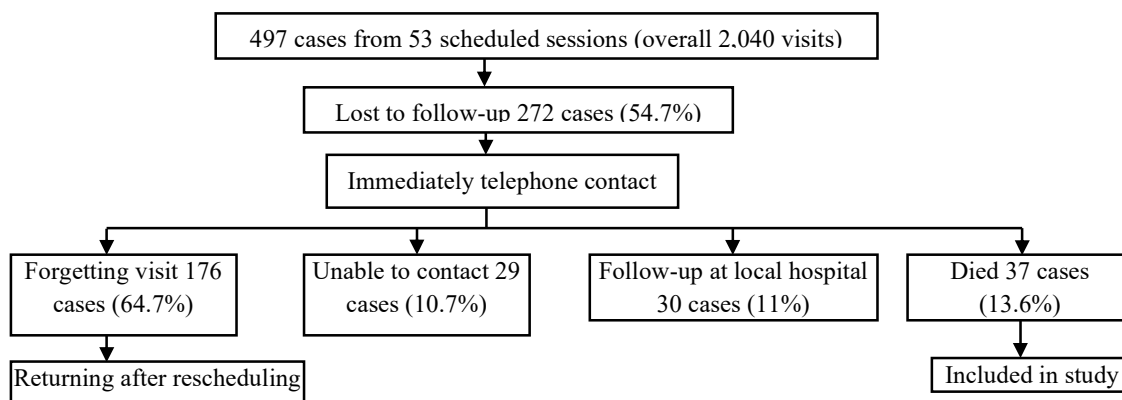 497 cases from 53 scheduled sessions (overall 2,040 visits)
Lost to follow-up 272 cases (54.7%)
Immediately telephone contact
Forgetting visit 176
cases (64.7%)
Unable to contact 29
cases (10.7%)
Follow-up at local hospital
30 cases (11%)
Died 37 cases
(13.6%)
Returning after rescheduling
Included in study